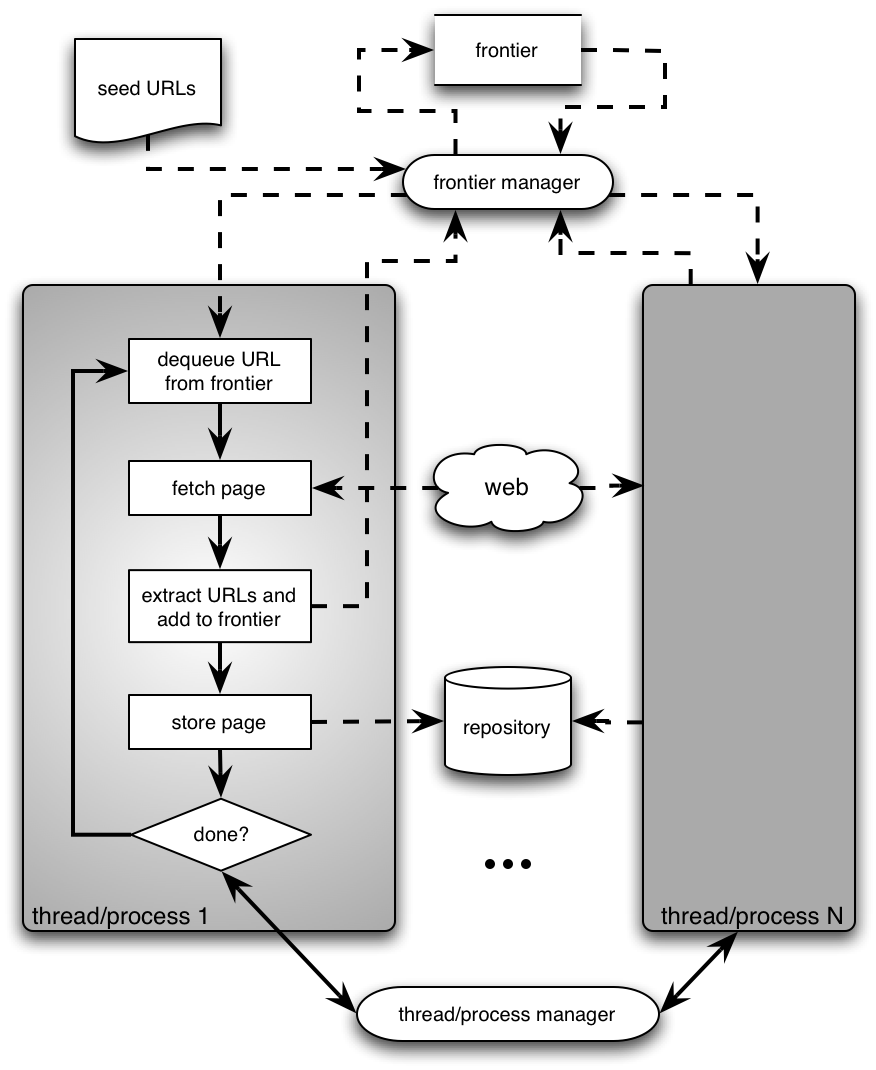 frontier
seed URLs
frontier manager
dequeue URL
from frontier
fetch page
web
extract URLs and
add to frontier
store page
repository
done?
thread/process 1
thread/process N
thread/process manager